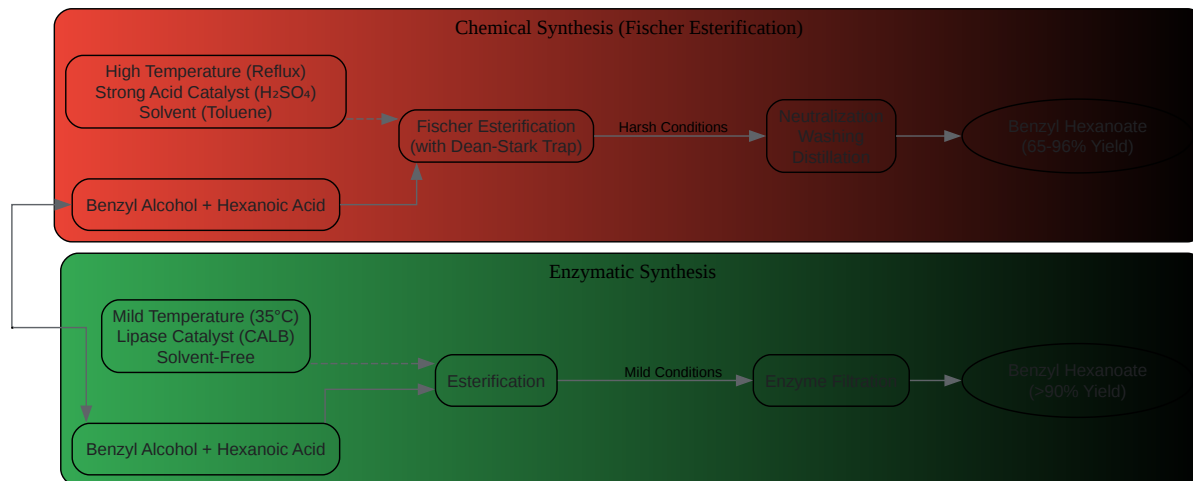 Chemical Synthesis (Fischer Esterification)
High Temperature (Reflux)
Strong Acid Catalyst (H₂SO₄)
Solvent (Toluene)
Fischer Esterification
(with Dean-Stark Trap)
Harsh Conditions
Neutralization
Washing
Distillation
Benzyl Hexanoate
(65-96% Yield)
Benzyl Alcohol + Hexanoic Acid
Enzymatic Synthesis
Mild Temperature (35°C)
Lipase Catalyst (CALB)
Solvent-Free
Esterification
Mild Conditions
Enzyme Filtration
Benzyl Hexanoate
(>90% Yield)
Benzyl Alcohol + Hexanoic Acid